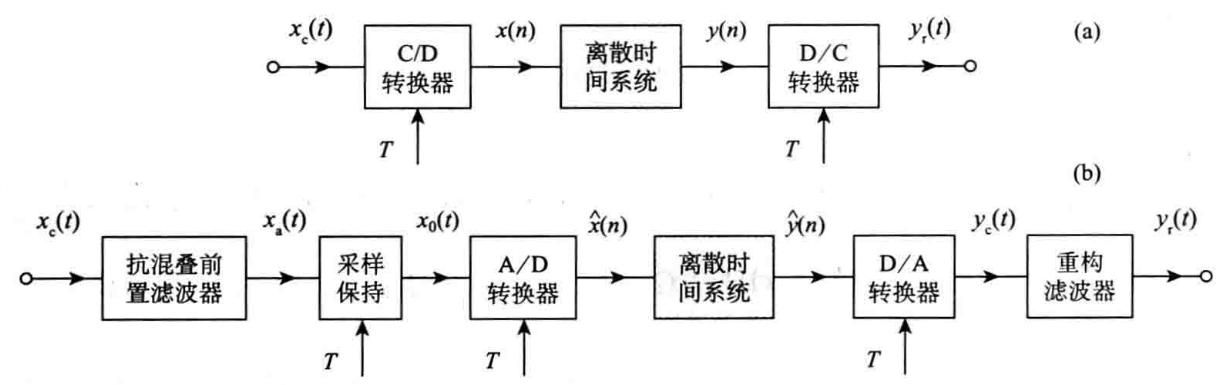 x_c(t) x(n) y(n) y_r(t) (a)
C/D
转换器
离散时
间系统
D/C
转换器
T T
(b)
x_c(t) x_a(t) x_0(t) x̂(n) ŷ(n) y_c(t) y_r(t)
抗混叠前
置滤波器
采样
保持
A/D
转换器
离散时
间系统
D/A
转换器
重构
滤波器
T T T